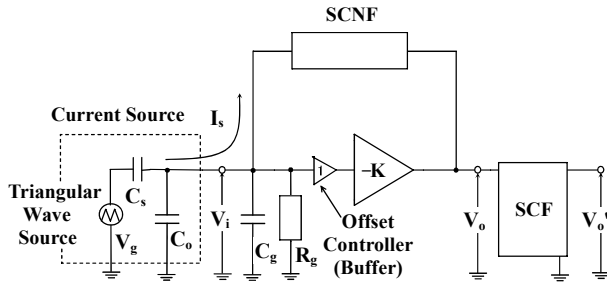 SCNF
Current Source
Is
Triangular
Wave
Source
Cs
Vg
Co
Vi
Cg
Rg
1
−K
Offset
Controller
(Buffer)
Vo
SCF
Vo'